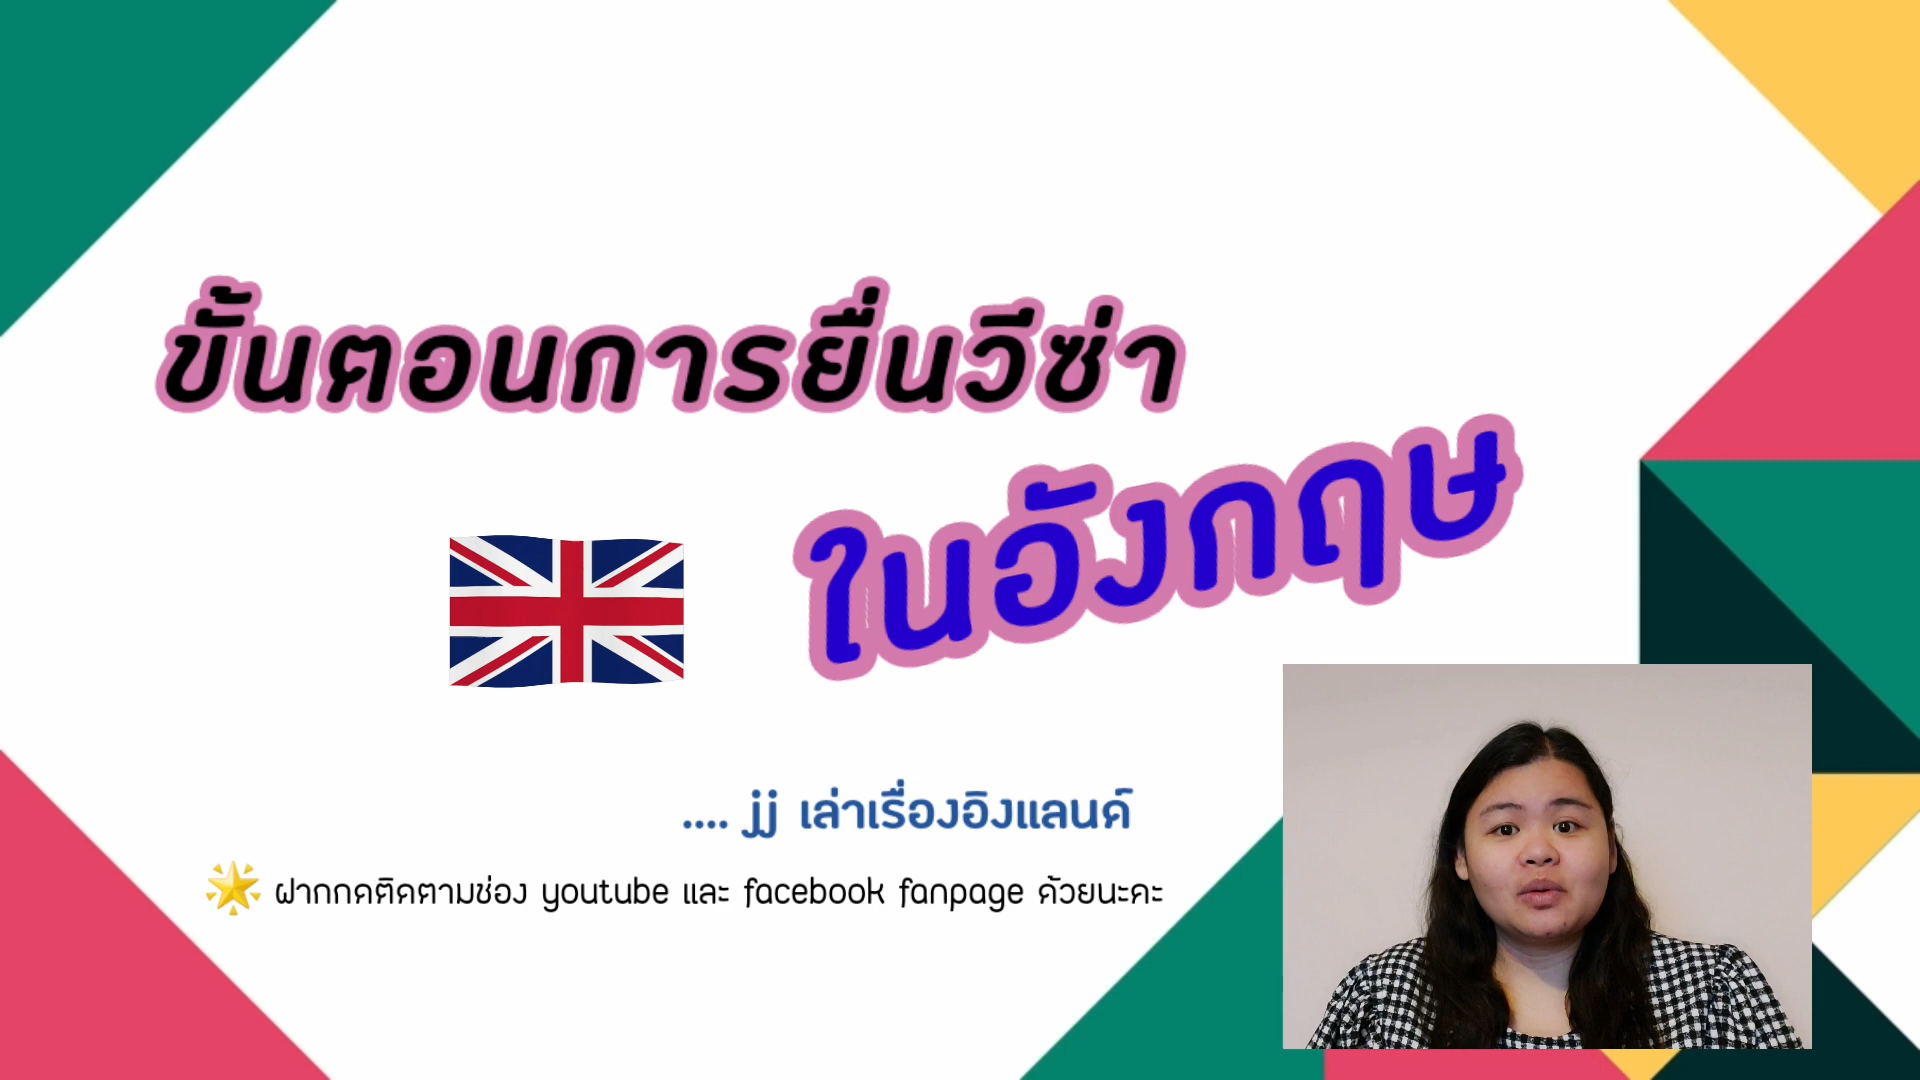 ขั้นตอนการยื่นวีซ่า
ในอังกฤษ
.... jj เล่าเรื่องอิงแลนด์
ฝากกดติดตามช่อง youtube และ facebook fanpage ด้วยนะคะ